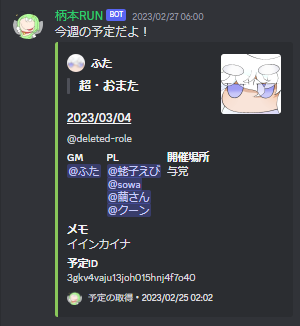 柄本RUN BOT 2023/02/27 06:00
今週の予定だよ！
ふた
超・おまた
2023/03/04
@deleted-role
GM PL 開催場所
@ふた @蛯子えび 与党
@sowa
@繭さん
@クーン
メモ
イインカイナ
予定ID
3gkv4vaju13joh015hnj4f7o40
予定の取得・2023/02/25 02:02